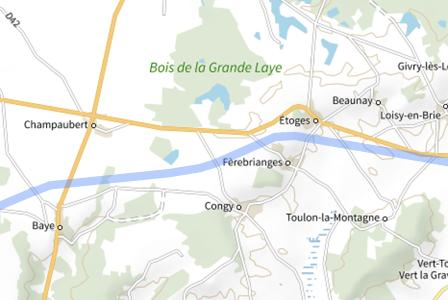 D42
Bois de la Grande Laye
Givry-lès-Lo
Beaunay
Loisy-en-Brie
Étoges
Champaubert
Fèrebrianges
Congy
Toulon-la-Montagne
Baye
Vert-To
Vert la Grav